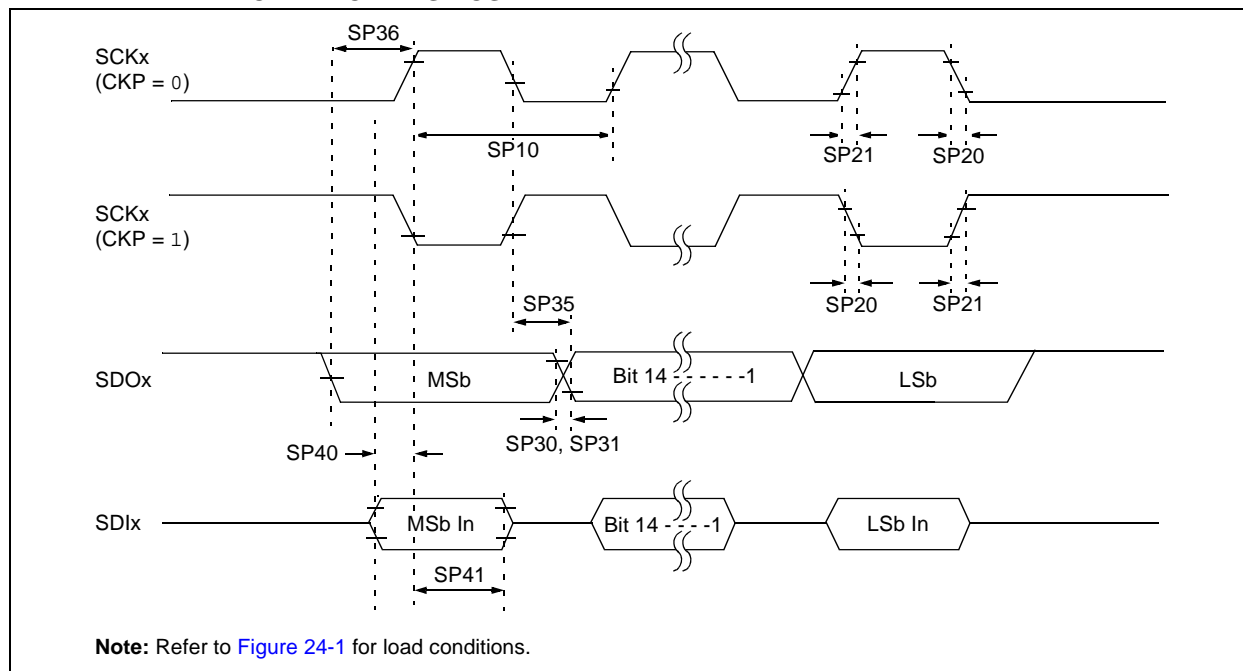 SP36
SCKx
(CKP = 0)
SP10
SP21
SP20
SCKx
(CKP = 1)
SP35
SP20
SP21
SDOx
MSb
Bit 14 - - - - - -1
LSb
SP30, SP31
SP40
SDIx
MSb In
Bit 14 - - - -1
LSb In
SP41
Note: Refer to Figure 24-1 for load conditions.